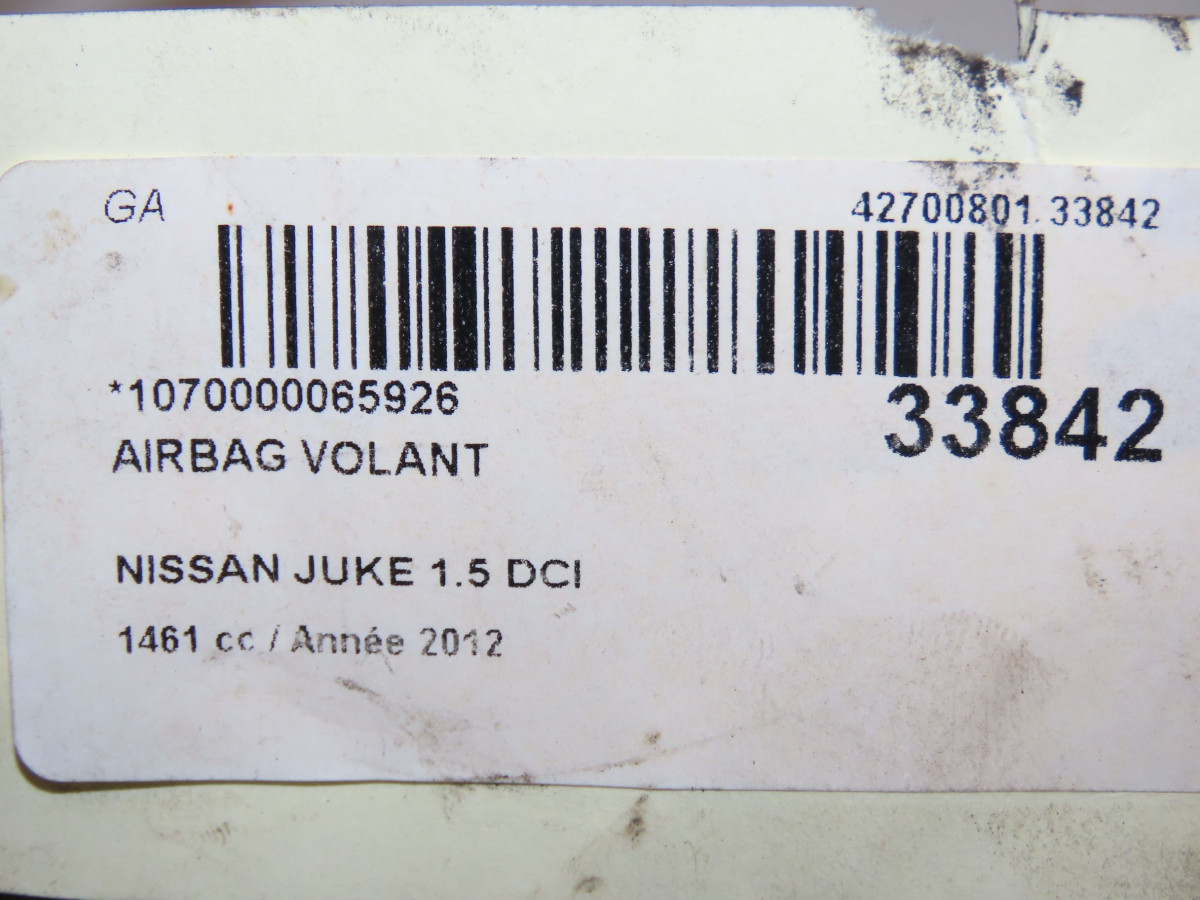 GA
42700801.33842
*1070000065926
33842
AIRBAG VOLANT
NISSAN JUKE 1.5 DCI
1461 cc / Année 2012